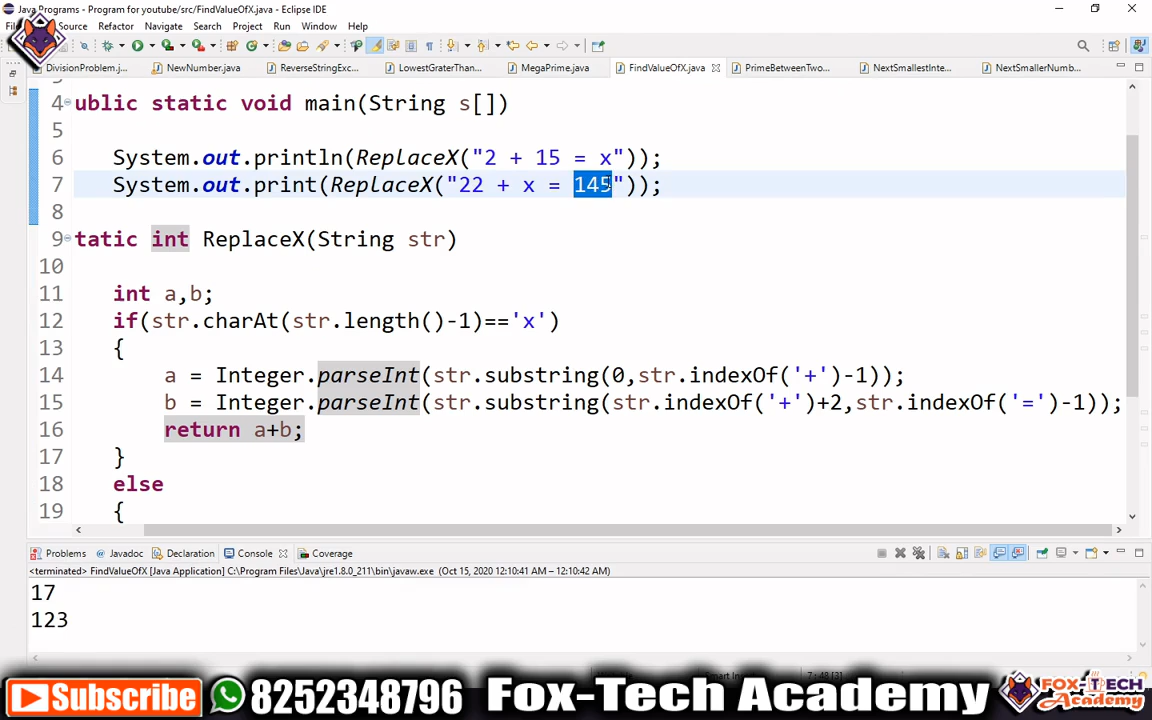 Java Programs - Program for youtube/src/FindValueOfX.java - Eclipse IDE
Source Refactor Navigate Search Project Run Window Help
DivisionProblem.j... NewNumber.java ReverseStringExc... LowestGraterThan... MegaPrime.java FindValueOfX.java PrimeBetweenTwo... NextSmallestInte... NextSmallerNumb...
4 ublic static void main(String s[])
5
6 System.out.println(ReplaceX("2 + 15 = x"));
7 System.out.print(ReplaceX("22 + x = 145"));
8
9 tatic int ReplaceX(String str)
10
11 int a,b;
12 if(str.charAt(str.length()-1)=='x')
13 {
14 a = Integer.parseInt(str.substring(0,str.indexOf('+')-1));
15 b = Integer.parseInt(str.substring(str.indexOf('+')+2,str.indexOf('=')-1));
16 return a+b;
17 }
18 else
19 {
Problems Javadoc Declaration Console Coverage
<terminated> FindValueOfX [Java Application] C:\Program Files\Java\jre1.8.0_211\bin\javaw.exe (Oct 15, 2020 12:10:41 AM – 12:10:42 AM)
17
123
Subscribe 8252348796 Fox-Tech Academy FOX-TECH Academy